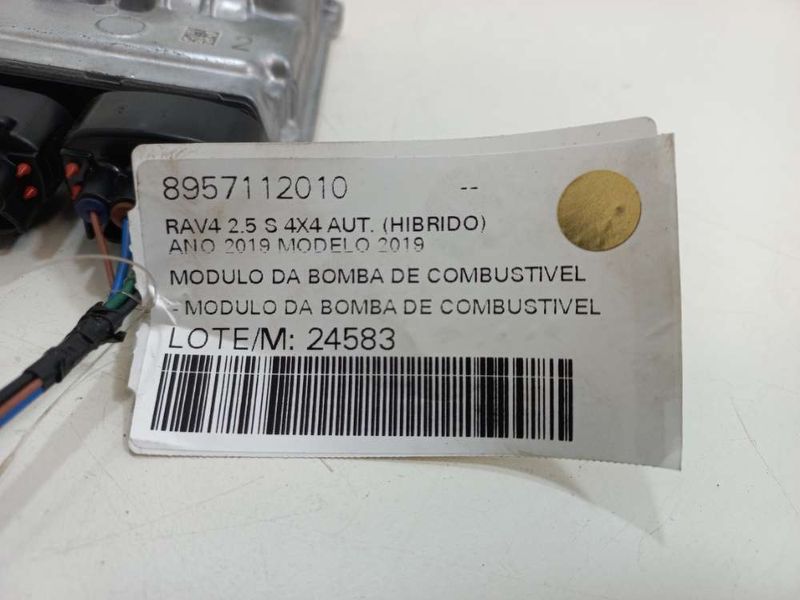 2
8957112010 --
RAV4 2.5 S 4X4 AUT. (HIBRIDO)
ANO 2019 MODELO 2019
MODULO DA BOMBA DE COMBUSTIVEL
- MODULO DA BOMBA DE COMBUSTIVEL
LOTE/M: 24583